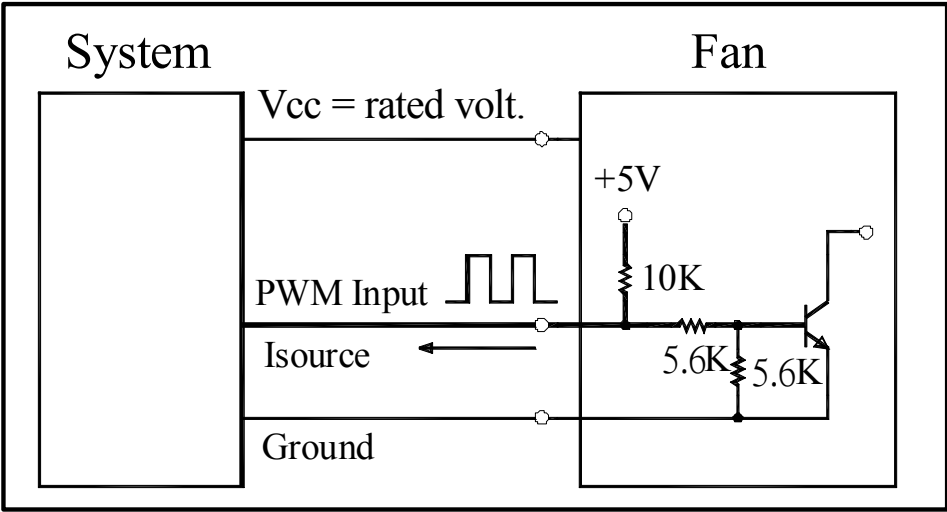 System
Fan
Vcc = rated volt.
+5V
10K
PWM Input
5.6K
5.6K
Isource
Ground